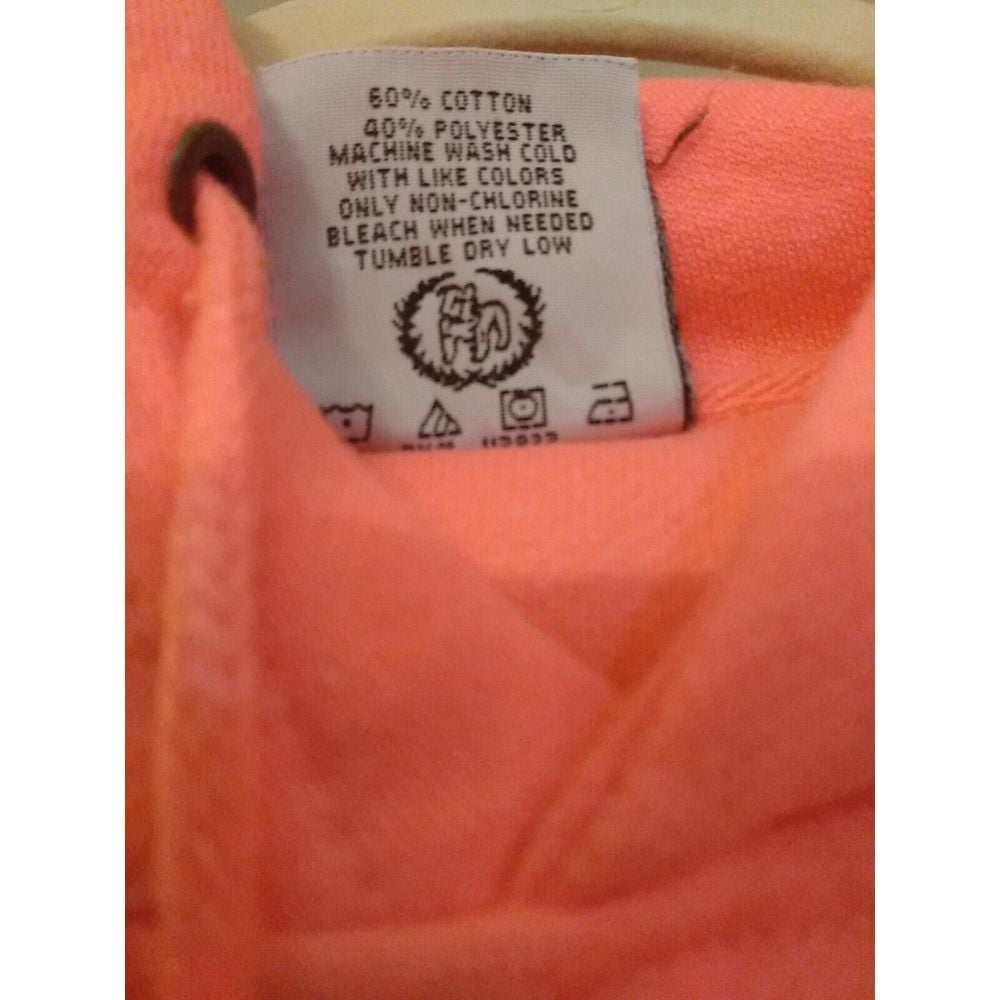 60% COTTON
40% POLYESTER
MACHINE WASH COLD
WITH LIKE COLORS
ONLY NON-CHLORINE
BLEACH WHEN NEEDED
TUMBLE DRY LOW